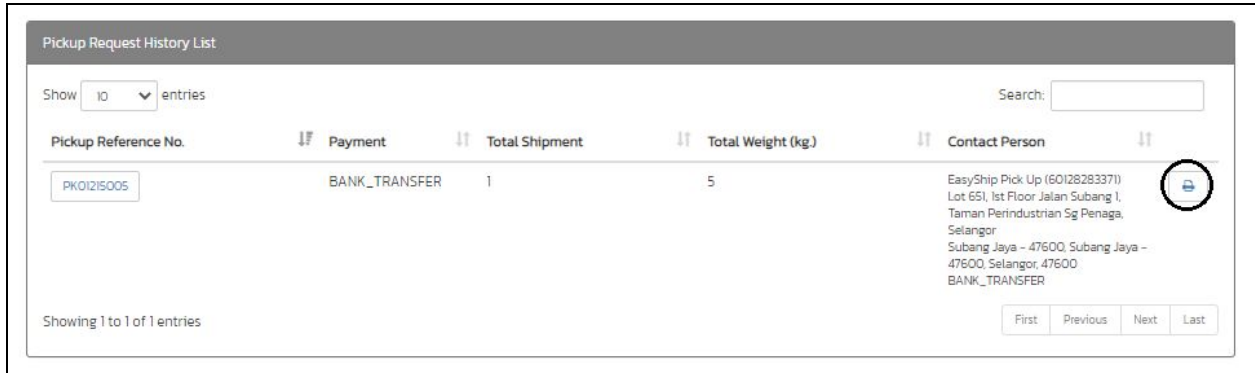 Pickup Request History List
Show 10 entries
Search:
Pickup Reference No. Payment Total Shipment Total Weight (kg.) Contact Person
PK01215005 BANK_TRANSFER 1 5 EasyShip Pick Up (60128283371)
Lot 651, 1st Floor Jalan Subang 1,
Taman Perindustrian Sg Penaga,
Selangor
Subang Jaya - 47600, Subang Jaya -
47600, Selangor, 47600
BANK_TRANSFER
Showing 1 to 1 of 1 entries
First Previous Next Last